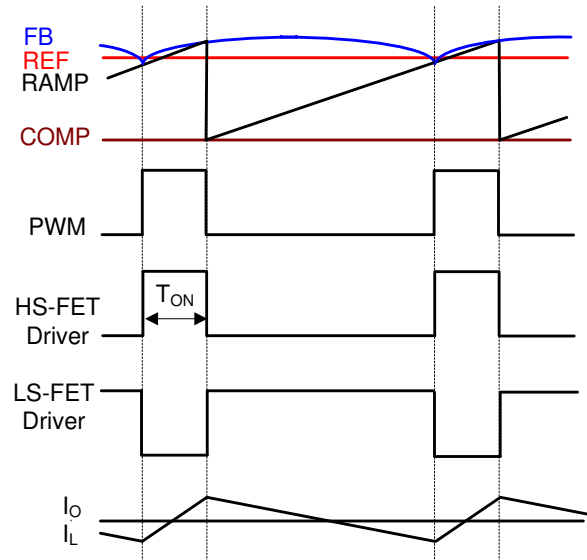 FB
REF
RAMP
COMP
PWM
HS-FET
Driver
T_ON
LS-FET
Driver
I_O
I_L